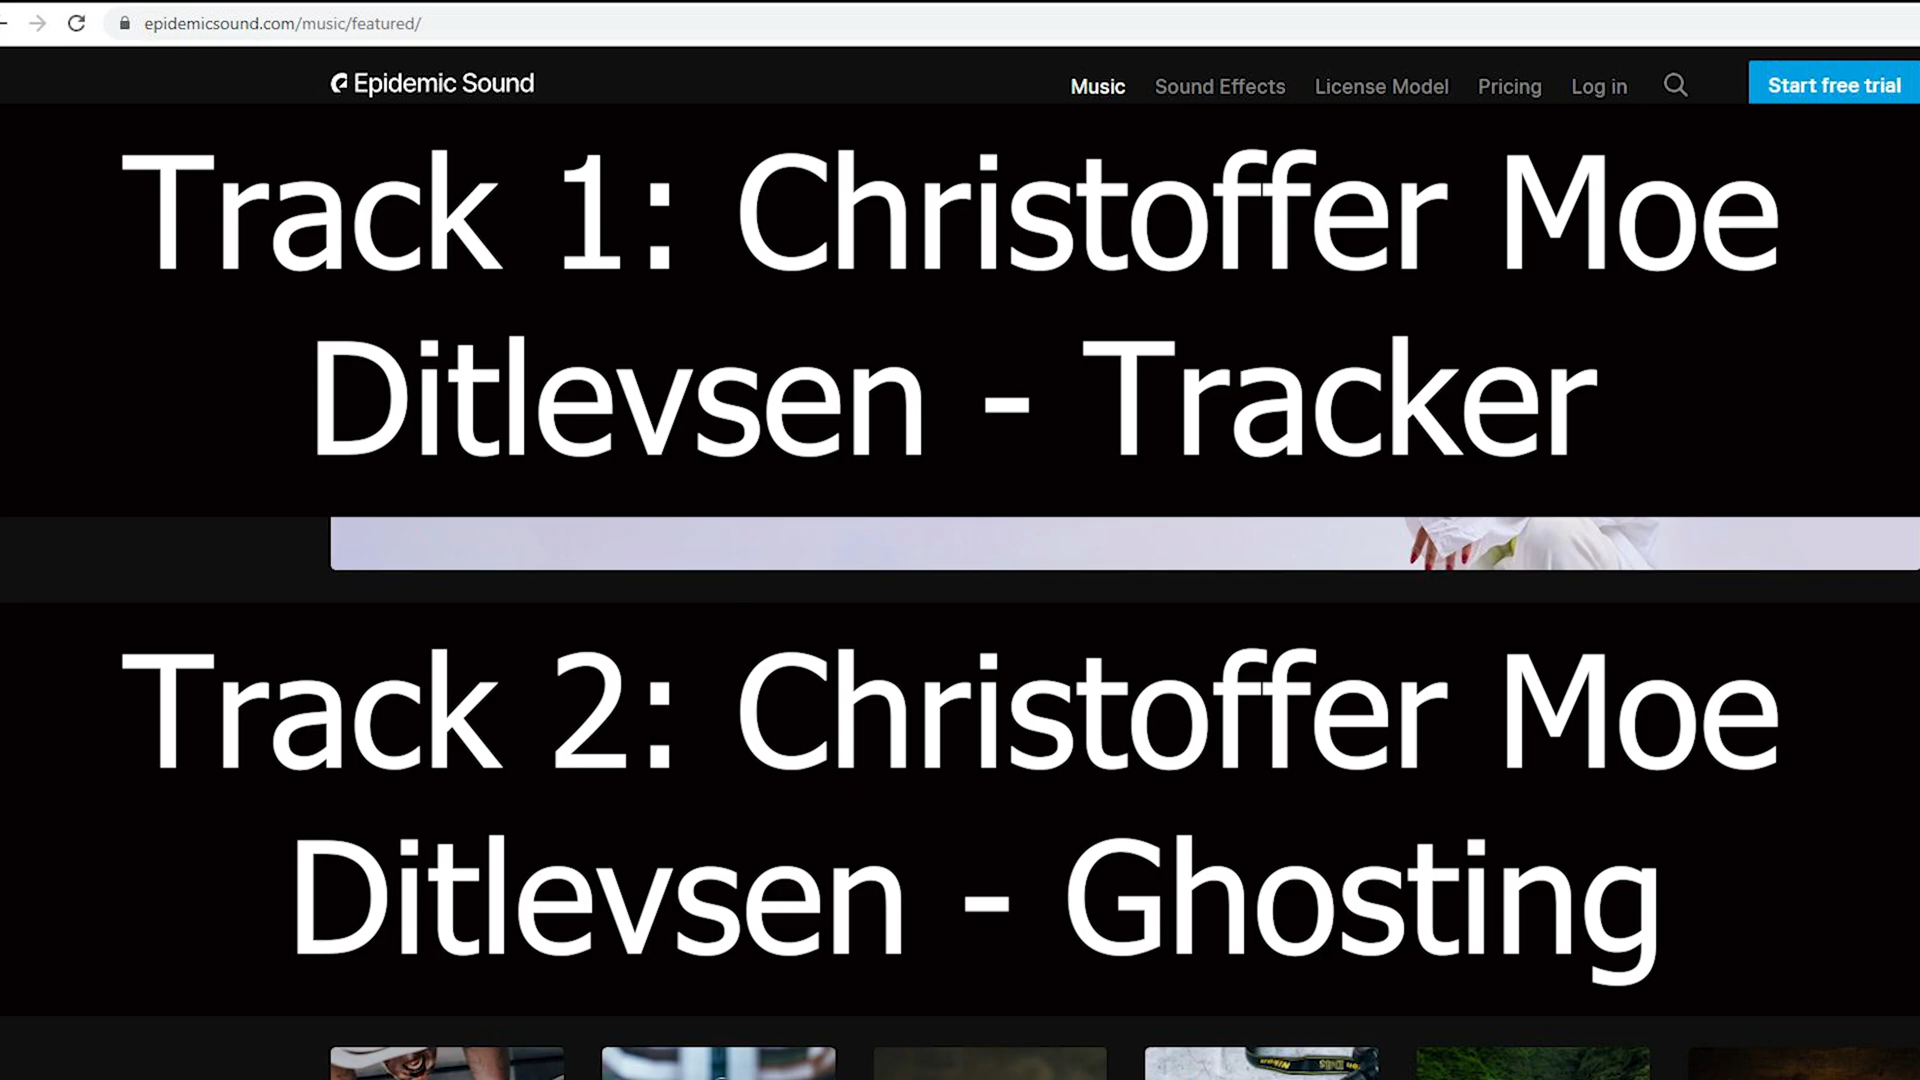 epidemicsound.com/music/featured/
Epidemic Sound
Music Sound Effects License Model Pricing Log in Start free trial
Track 1: Christoffer Moe
Ditlevsen - Tracker
Track 2: Christoffer Moe
Ditlevsen - Ghosting
Nikon